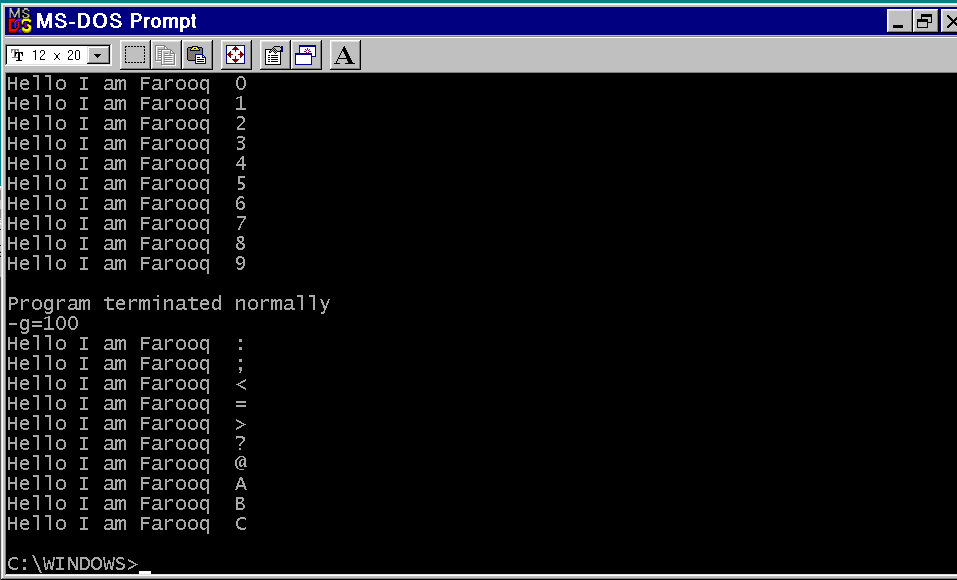 MS-DOS Prompt
12 x 20
A
Hello I am Farooq  0
Hello I am Farooq  1
Hello I am Farooq  2
Hello I am Farooq  3
Hello I am Farooq  4
Hello I am Farooq  5
Hello I am Farooq  6
Hello I am Farooq  7
Hello I am Farooq  8
Hello I am Farooq  9
Program terminated normally
-g=100
Hello I am Farooq  :
Hello I am Farooq  ;
Hello I am Farooq  <
Hello I am Farooq  =
Hello I am Farooq  >
Hello I am Farooq  ?
Hello I am Farooq  @
Hello I am Farooq  A
Hello I am Farooq  B
Hello I am Farooq  C
C:\WINDOWS>_